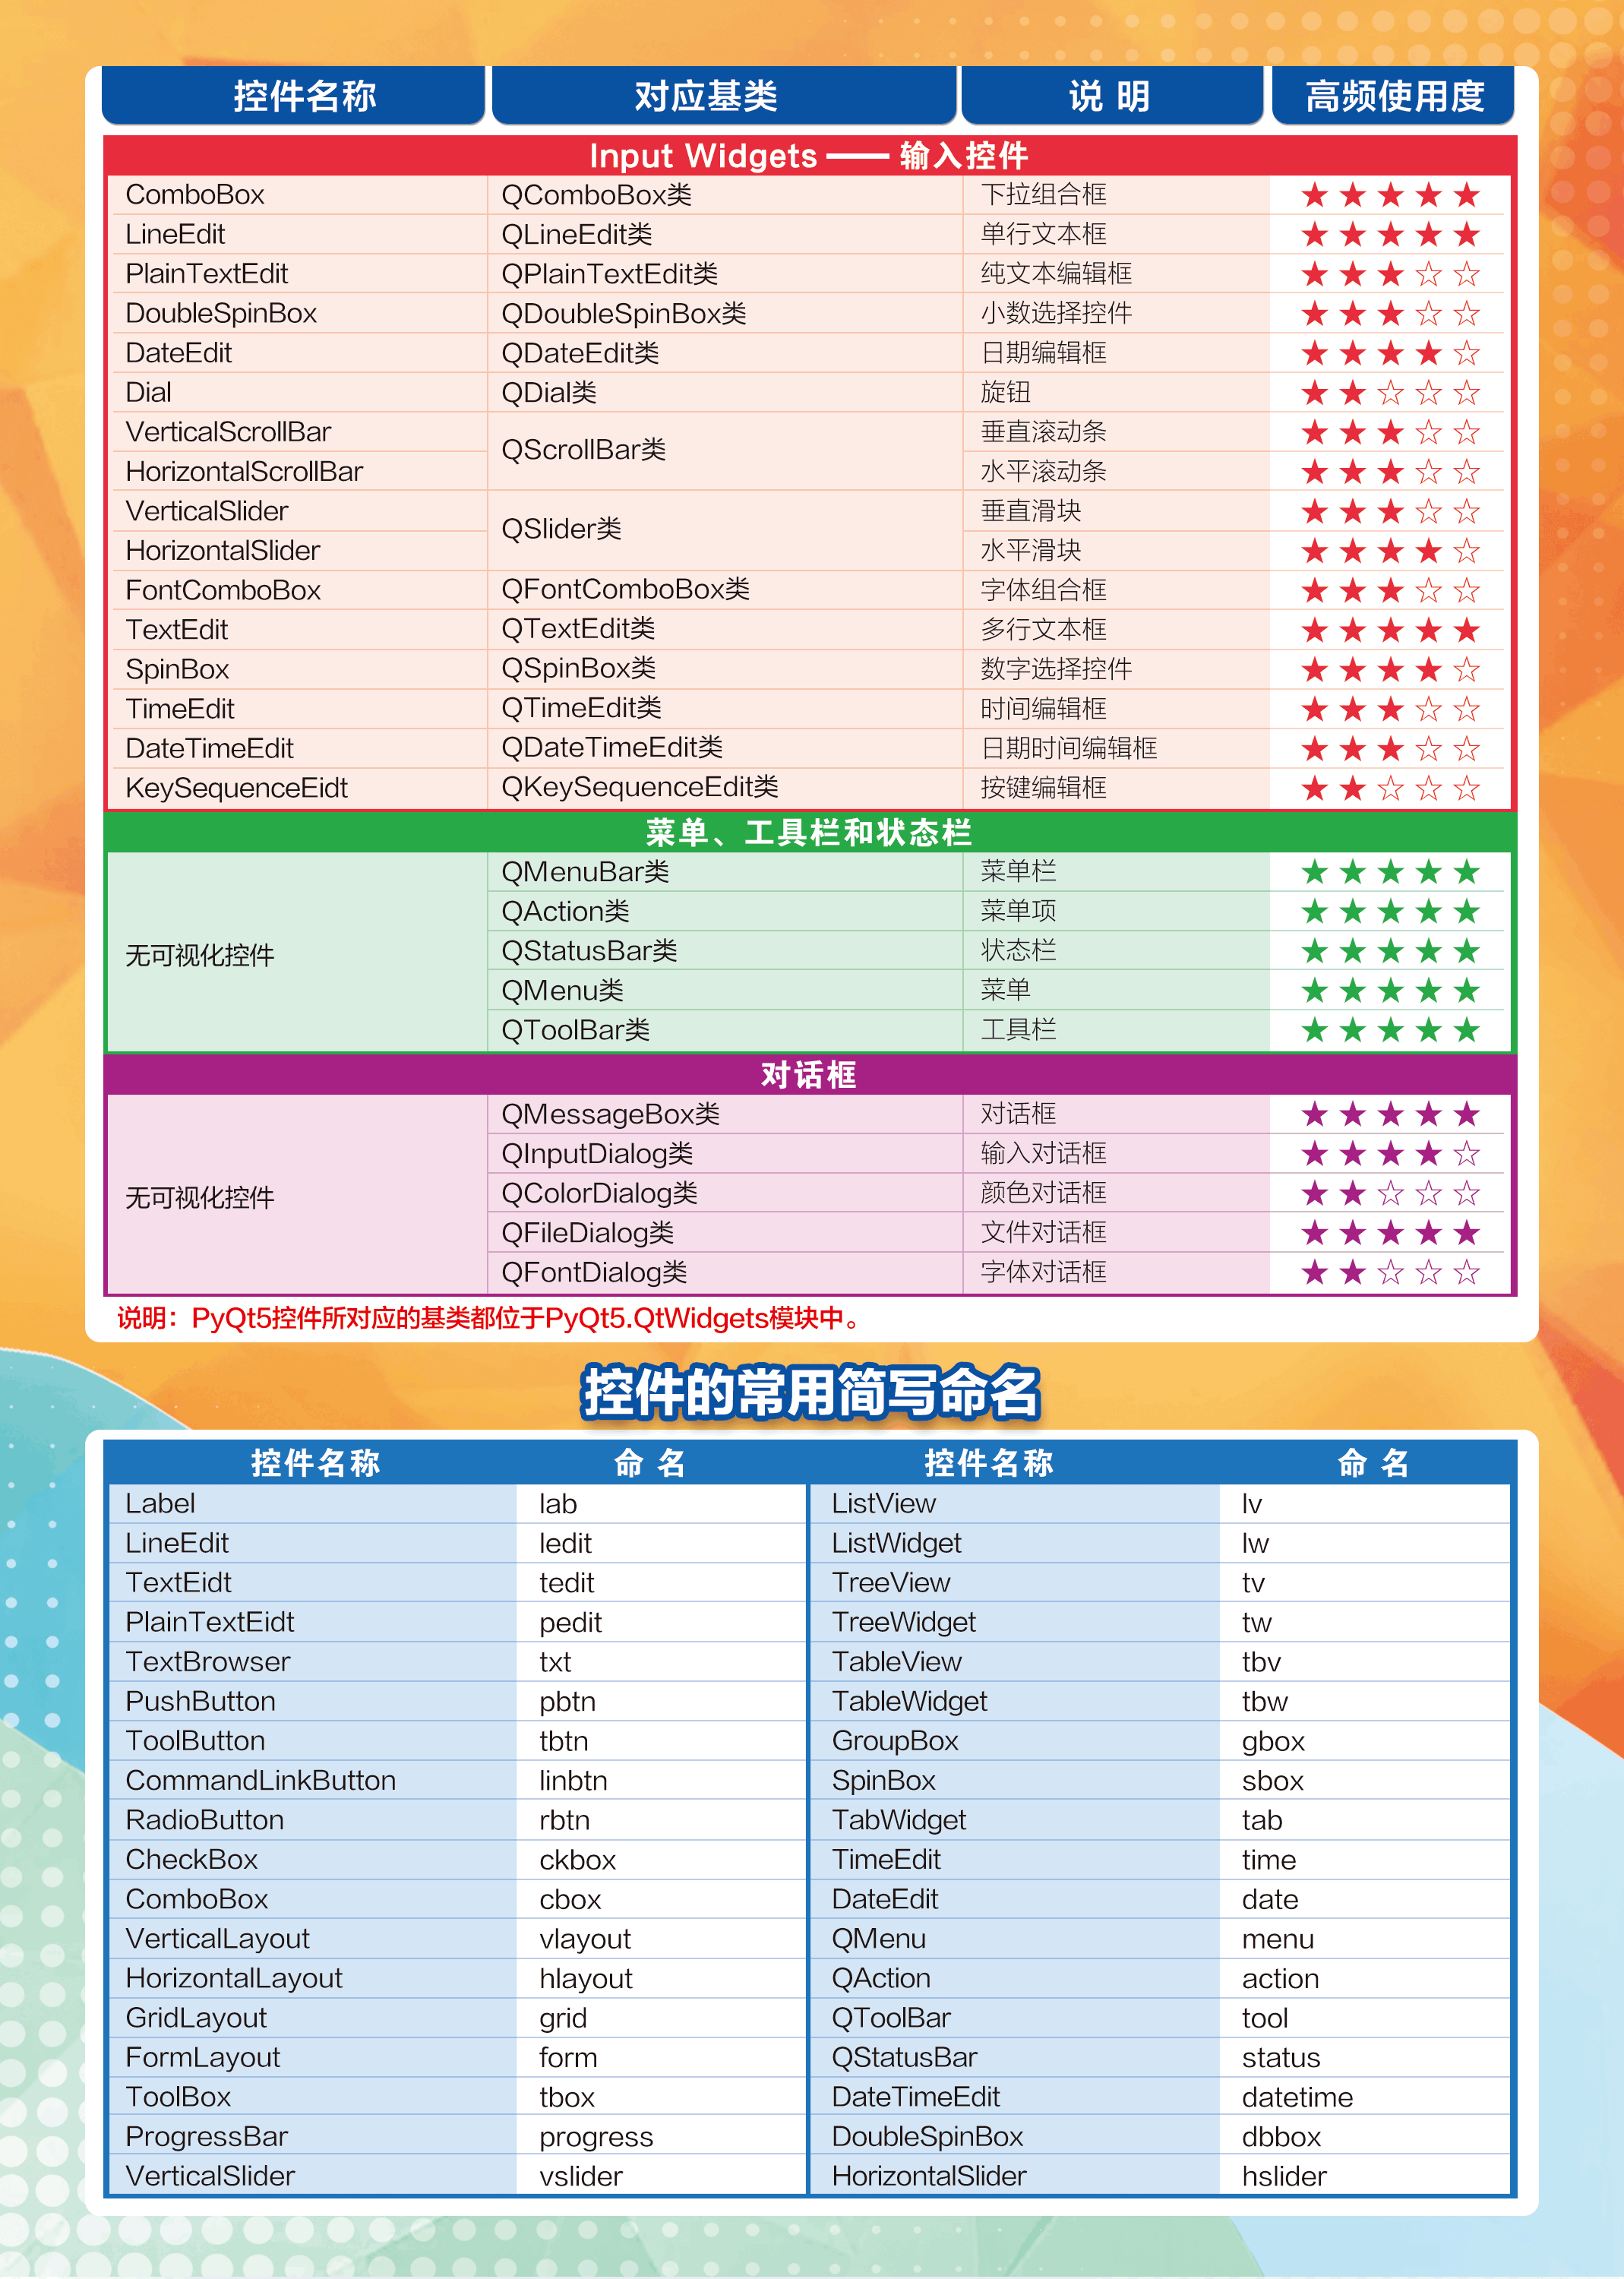 控件名称 对应基类 说 明 高频使用度
Input Widgets —— 输入控件
ComboBox QComboBox类 下拉组合框 ★★★★★
LineEdit QLineEdit类 单行文本框 ★★★★★
PlainTextEdit QPlainTextEdit类 纯文本编辑框 ★★★☆☆
DoubleSpinBox QDoubleSpinBox类 小数选择控件 ★★★☆☆
DateEdit QDateEdit类 日期编辑框 ★★★★☆
Dial QDial类 旋钮 ★★☆☆☆
VerticalScrollBar QScrollBar类 垂直滚动条 ★★★☆☆
HorizontalScrollBar 水平滚动条 ★★★☆☆
VerticalSlider QSlider类 垂直滑块 ★★★☆☆
HorizontalSlider 水平滑块 ★★★★☆
FontComboBox QFontComboBox类 字体组合框 ★★★☆☆
TextEdit QTextEdit类 多行文本框 ★★★★★
SpinBox QSpinBox类 数字选择控件 ★★★★☆
TimeEdit QTimeEdit类 时间编辑框 ★★★☆☆
DateTimeEdit QDateTimeEdit类 日期时间编辑框 ★★★☆☆
KeySequenceEidt QKeySequenceEdit类 按键编辑框 ★★☆☆☆
菜单、工具栏和状态栏
无可视化控件
QMenuBar类 菜单栏 ★★★★★
QAction类 菜单项 ★★★★★
QStatusBar类 状态栏 ★★★★★
QMenu类 菜单 ★★★★★
QToolBar类 工具栏 ★★★★★
对话框
无可视化控件
QMessageBox类 对话框 ★★★★★
QInputDialog类 输入对话框 ★★★★☆
QColorDialog类 颜色对话框 ★★☆☆☆
QFileDialog类 文件对话框 ★★★★★
QFontDialog类 字体对话框 ★★☆☆☆
说明：PyQt5控件所对应的基类都位于PyQt5.QtWidgets模块中。
控件的常用简写命名
控件名称 命 名 控件名称 命 名
Label lab ListView lv
LineEdit ledit ListWidget lw
TextEidt tedit TreeView tv
PlainTextEidt pedit TreeWidget tw
TextBrowser txt TableView tbv
PushButton pbtn TableWidget tbw
ToolButton tbtn GroupBox gbox
CommandLinkButton linbtn SpinBox sbox
RadioButton rbtn TabWidget tab
CheckBox ckbox TimeEdit time
ComboBox cbox DateEdit date
VerticalLayout vlayout QMenu menu
HorizontalLayout hlayout QAction action
GridLayout grid QToolBar tool
FormLayout form QStatusBar status
ToolBox tbox DateTimeEdit datetime
ProgressBar progress DoubleSpinBox dbbox
VerticalSlider vslider HorizontalSlider hslider